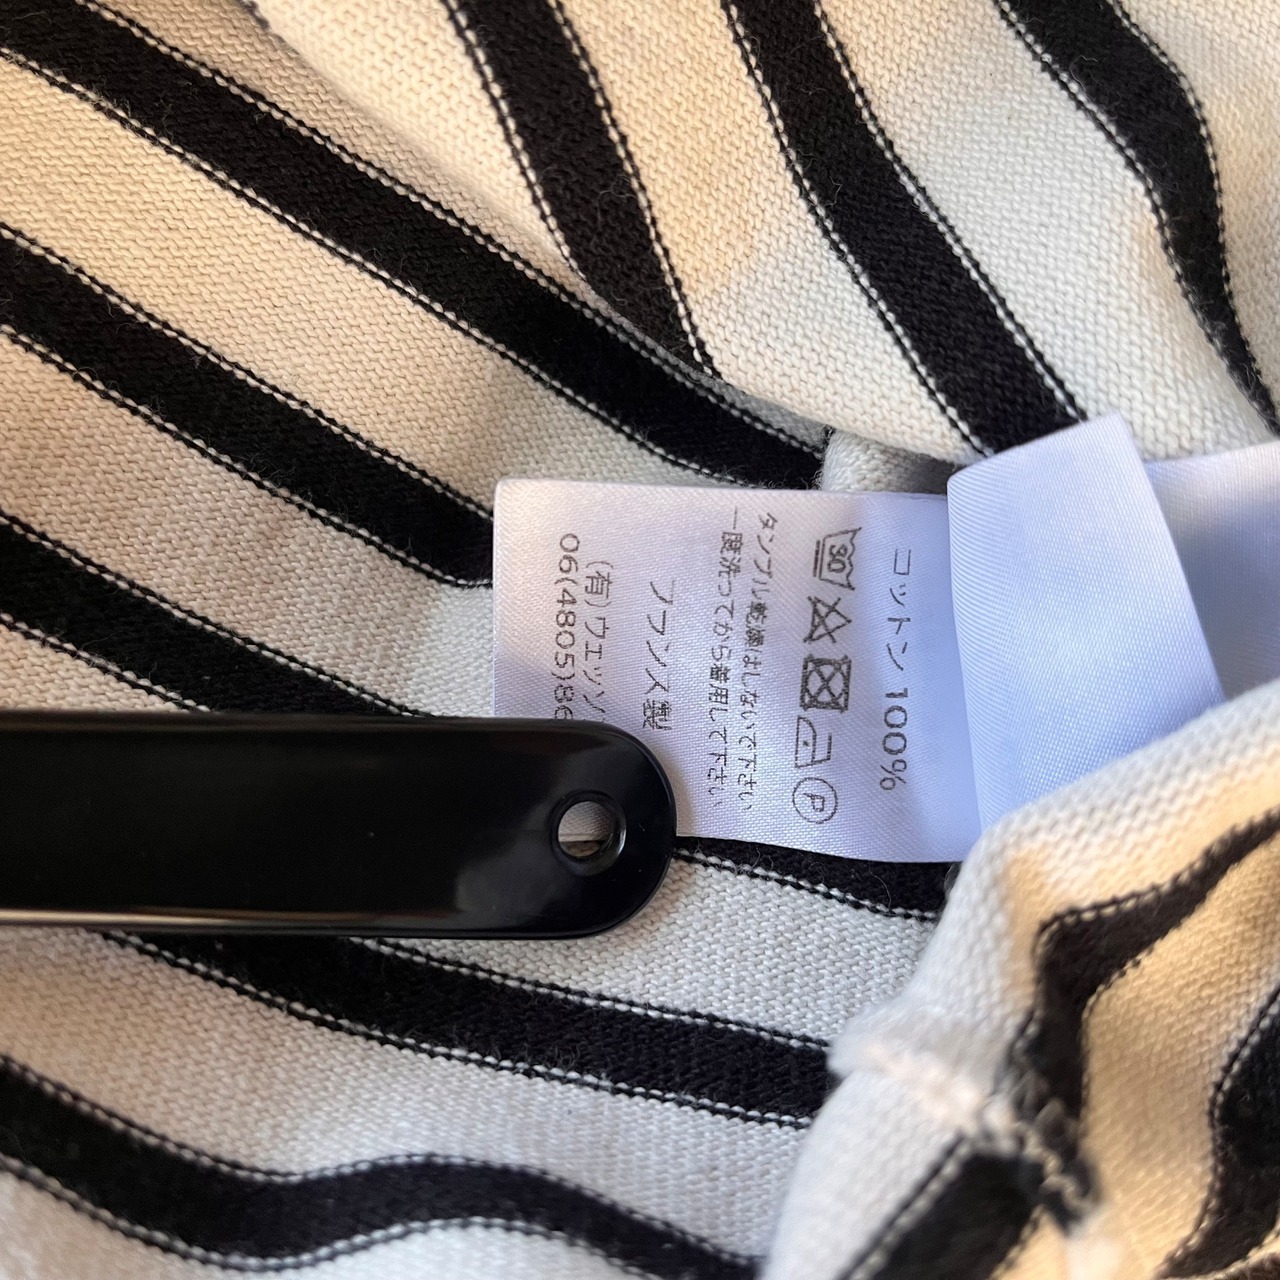 コットン 100%
30
P
タンブル乾燥はしないで下さい
一度洗ってから着用して下さい
フランス製
(有)ウエッソン
06(4805)86